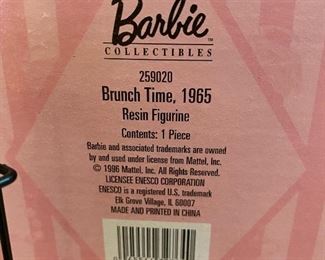 Barbie™
COLLECTIBLES
259020
Brunch Time, 1965
Resin Figurine
Contents: 1 Piece
Barbie and associated trademarks are owned
by and used under license from Mattel, Inc.
© 1996 Mattel, Inc. All Rights Reserved.
LICENSEE ENESCO CORPORATION
ENESCO is a registered U.S. trademark
Elk Grove Village, IL 60007
MADE AND PRINTED IN CHINA